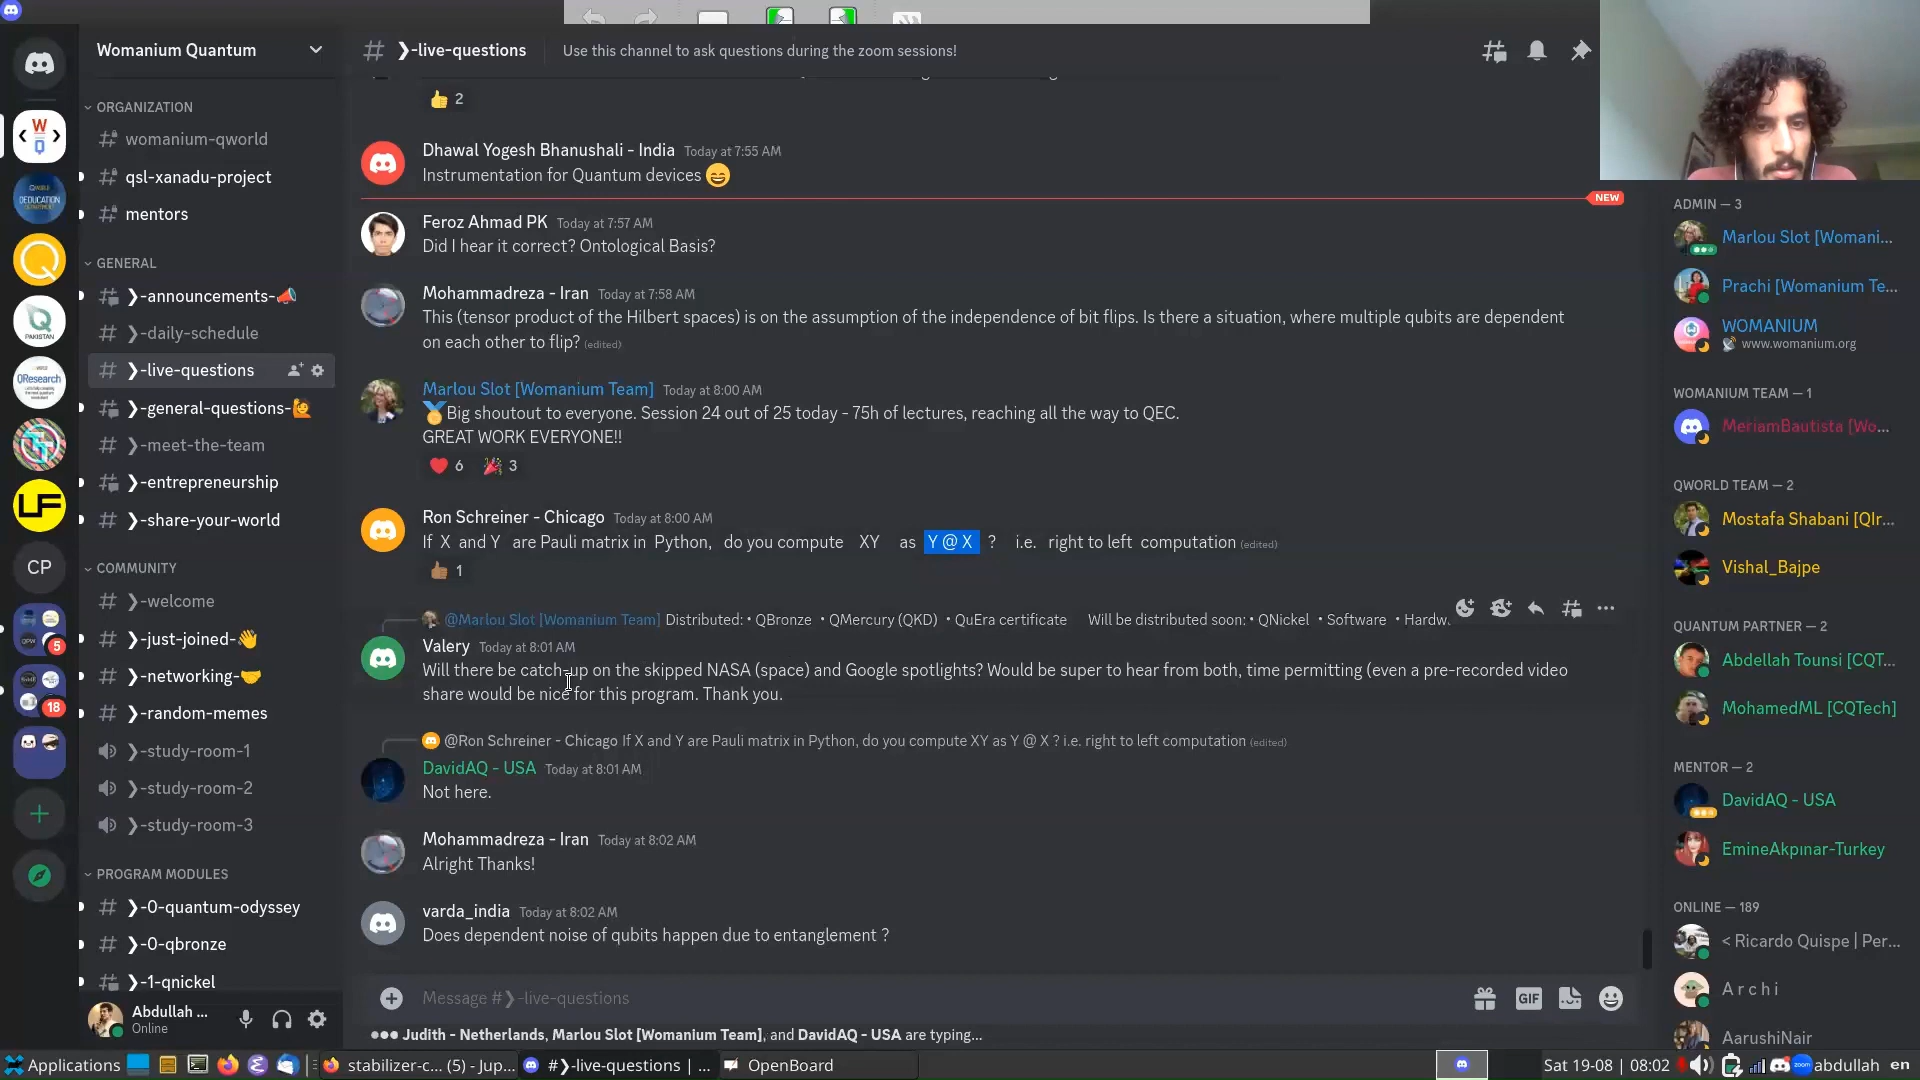 Womanium Quantum
ORGANIZATION
womanium-qworld
qsl-xanadu-project
mentors
GENERAL
❯-announcements-📣
❯-daily-schedule
❯-live-questions
❯-general-questions-🙋
❯-meet-the-team
❯-entrepreneurship
❯-share-your-world
COMMUNITY
❯-welcome
❯-just-joined-👋
❯-networking-🤝
❯-random-memes
❯-study-room-1
❯-study-room-2
❯-study-room-3
PROGRAM MODULES
❯-0-quantum-odyssey
❯-0-qbronze
❯-1-qnickel
Abdullah ...
Online
W
Q
PAKISTAN
QResearch
LF
CP
5
18
❯-live-questions
Use this channel to ask questions during the zoom sessions!
👍 2
Dhawal Yogesh Bhanushali - India Today at 7:55 AM
Instrumentation for Quantum devices 😄
NEW
Feroz Ahmad PK Today at 7:57 AM
Did I hear it correct? Ontological Basis?
Mohammadreza - Iran Today at 7:58 AM
This (tensor product of the Hilbert spaces) is on the assumption of the independence of bit flips. Is there a situation, where multiple qubits are dependent
on each other to flip? (edited)
Marlou Slot [Womanium Team] Today at 8:00 AM
🏅Big shoutout to everyone. Session 24 out of 25 today - 75h of lectures, reaching all the way to QEC.
GREAT WORK EVERYONE!!
❤️ 6 🎉 3
Ron Schreiner - Chicago Today at 8:00 AM
If X and Y are Pauli matrix in Python, do you compute XY as Y @ X ? i.e. right to left computation (edited)
👍🏾 1
@Marlou Slot [Womanium Team] Distributed: • QBronze • QMercury (QKD) • QuEra certificate Will be distributed soon: • QNickel • Software • Hardw.
Valery Today at 8:01 AM
Will there be catch-up on the skipped NASA (space) and Google spotlights? Would be super to hear from both, time permitting (even a pre-recorded video
share would be nice for this program. Thank you.
@Ron Schreiner - Chicago If X and Y are Pauli matrix in Python, do you compute XY as Y @ X ? i.e. right to left computation (edited)
DavidAQ - USA Today at 8:01 AM
Not here.
Mohammadreza - Iran Today at 8:02 AM
Alright Thanks!
varda_india Today at 8:02 AM
Does dependent noise of qubits happen due to entanglement ?
Message #❯-live-questions
GIF
Judith - Netherlands, Marlou Slot [Womanium Team], and DavidAQ - USA are typing...
ADMIN — 3
Marlou Slot [Womani...
Prachi [Womanium Te...
WOMANIUM
www.womanium.org
WOMANIUM TEAM — 1
MeriamBautista [Wo...
QWORLD TEAM — 2
Mostafa Shabani [QIr...
Vishal_Bajpe
QUANTUM PARTNER — 2
Abdellah Tounsi [CQT...
MohamedML [CQTech]
MENTOR — 2
DavidAQ - USA
EmineAkpınar-Turkey
ONLINE — 189
< Ricardo Quispe | Per...
A r c h i
AarushiNair
Applications
stabilizer-c... (5) - Jup...
#❯-live-questions | ...
OpenBoard
Sat 19-08 | 08:02
zoom
abdullah
en